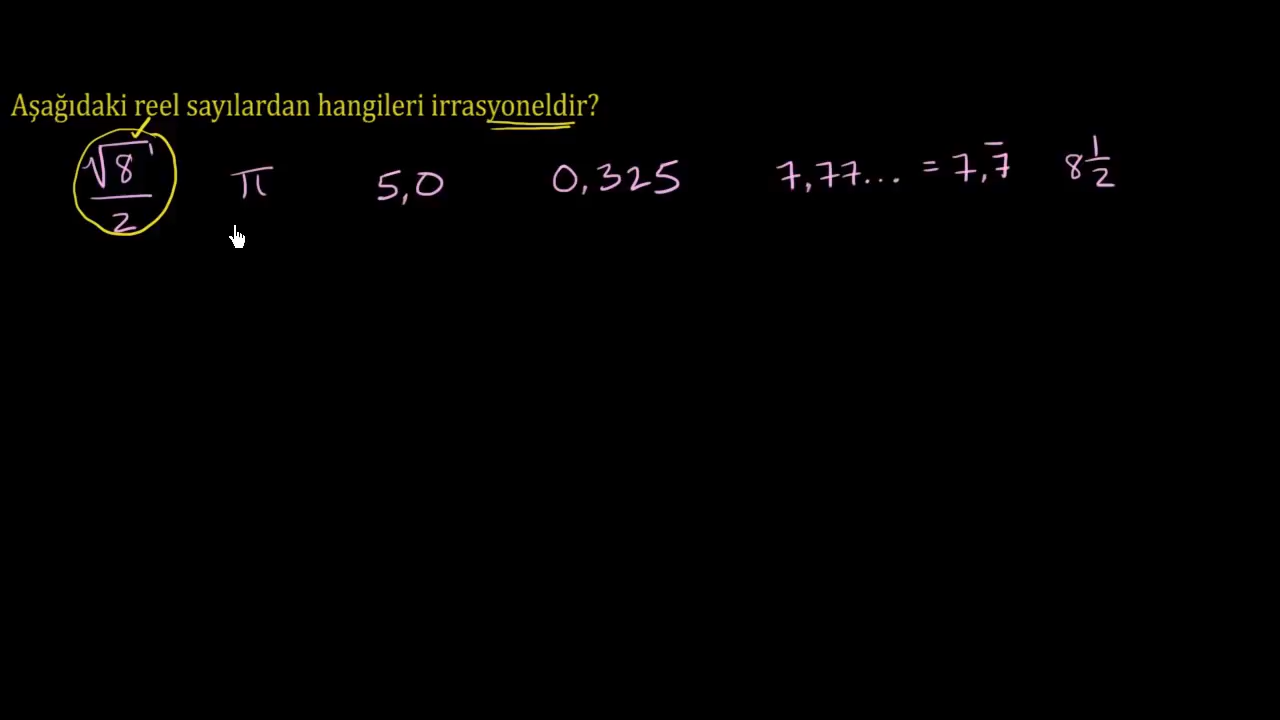 Aşağıdaki reel sayılardan hangileri irrasyoneldir?
√8/2 π 5,0 0,325 7,77... = 7,7̅ 8 1/2